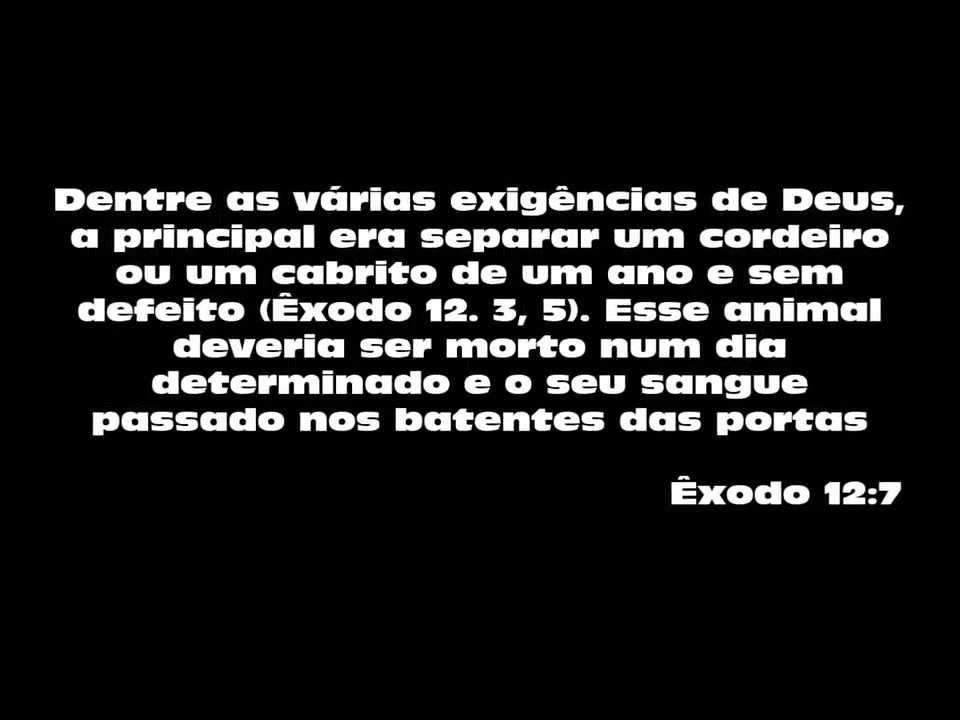 Dentre as várias exigências de Deus,
a principal era separar um cordeiro
ou um cabrito de um ano e sem
defeito (Êxodo 12. 3, 5). Esse animal
deveria ser morto num dia
determinado e o seu sangue
passado nos batentes das portas
Êxodo 12:7